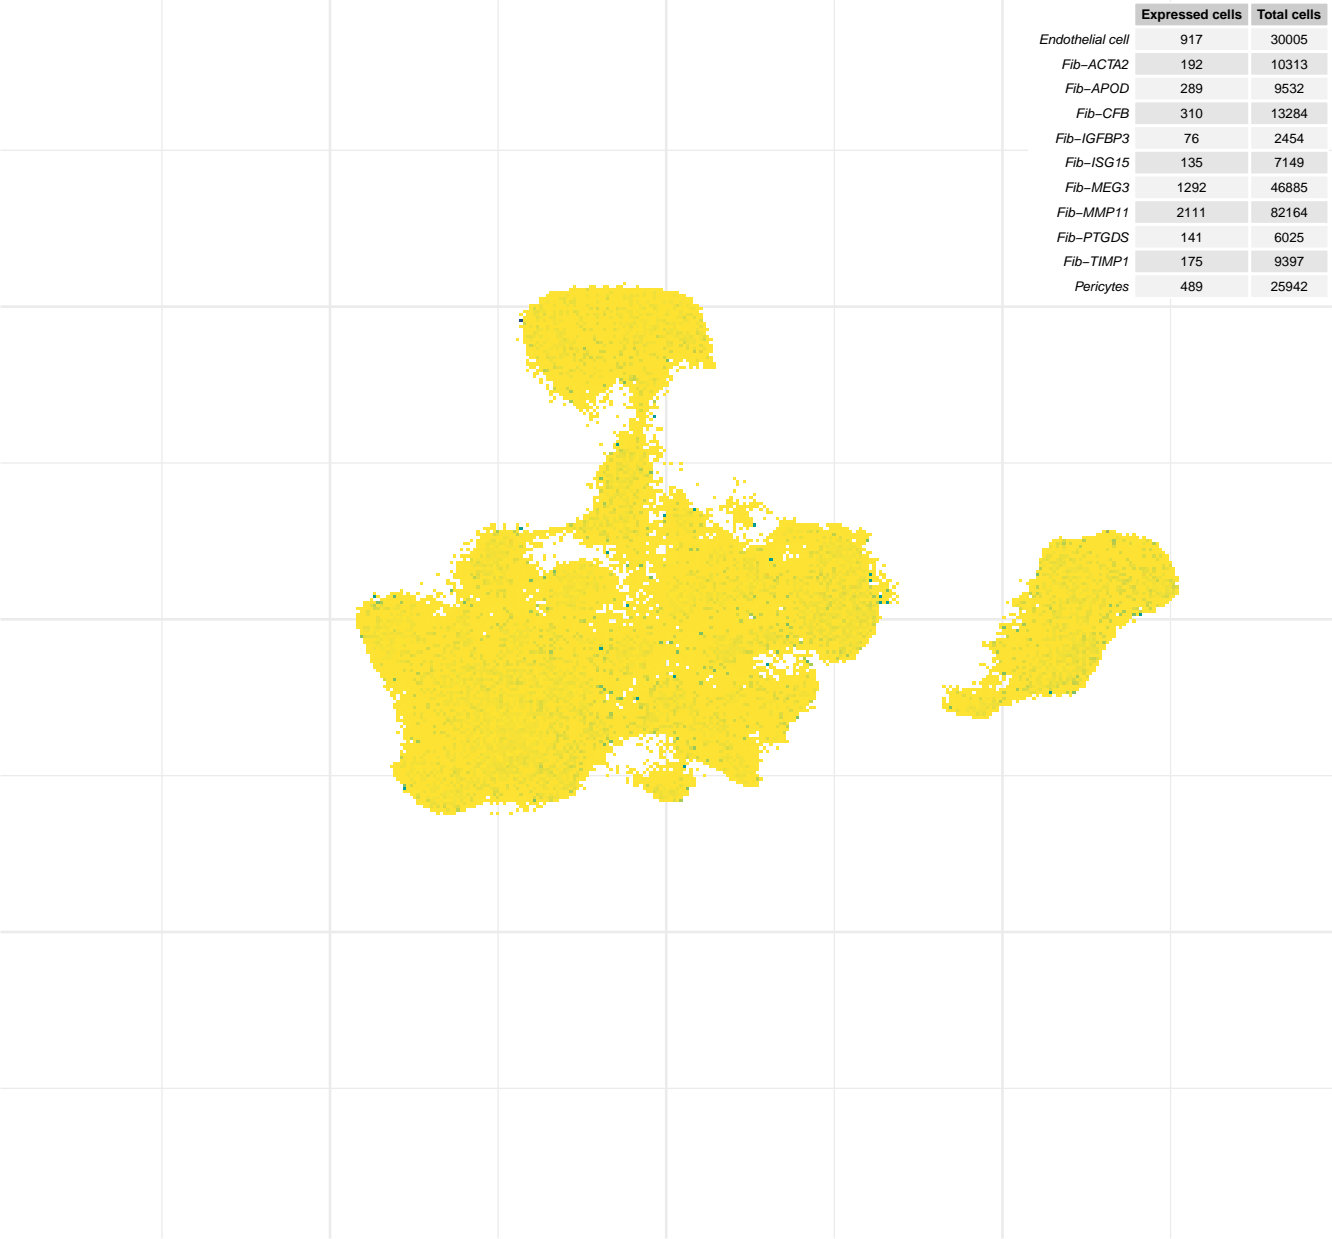 Expressed cells Total cells
Endothelial cell 917 30005
Fib−ACTA2 192 10313
Fib−APOD 289 9532
Fib−CFB 310 13284
Fib−IGFBP3 76 2454
Fib−ISG15 135 7149
Fib−MEG3 1292 46885
Fib−MMP11 2111 82164
Fib−PTGDS 141 6025
Fib−TIMP1 175 9397
Pericytes 489 25942